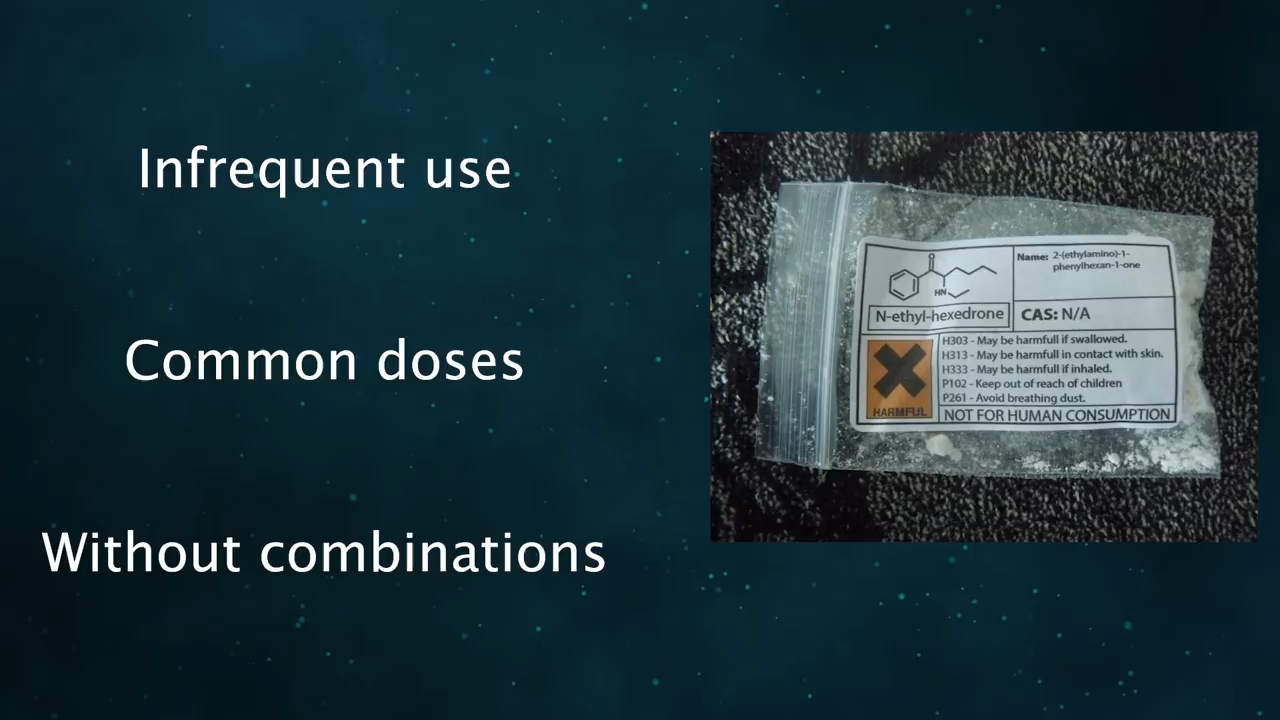 Infrequent use
Common doses
Without combinations
HN
N-ethyl-hexedrone
Name: 2-(ethylamino)-1-
phenylhexan-1-one
CAS: N/A
HARMFUL
H303 - May be harmfull if swallowed.
H313 - May be harmfull in contact with skin.
H333 - May be harmfull if inhaled.
P102 - Keep out of reach of children
P261 - Avoid breathing dust.
NOT FOR HUMAN CONSUMPTION